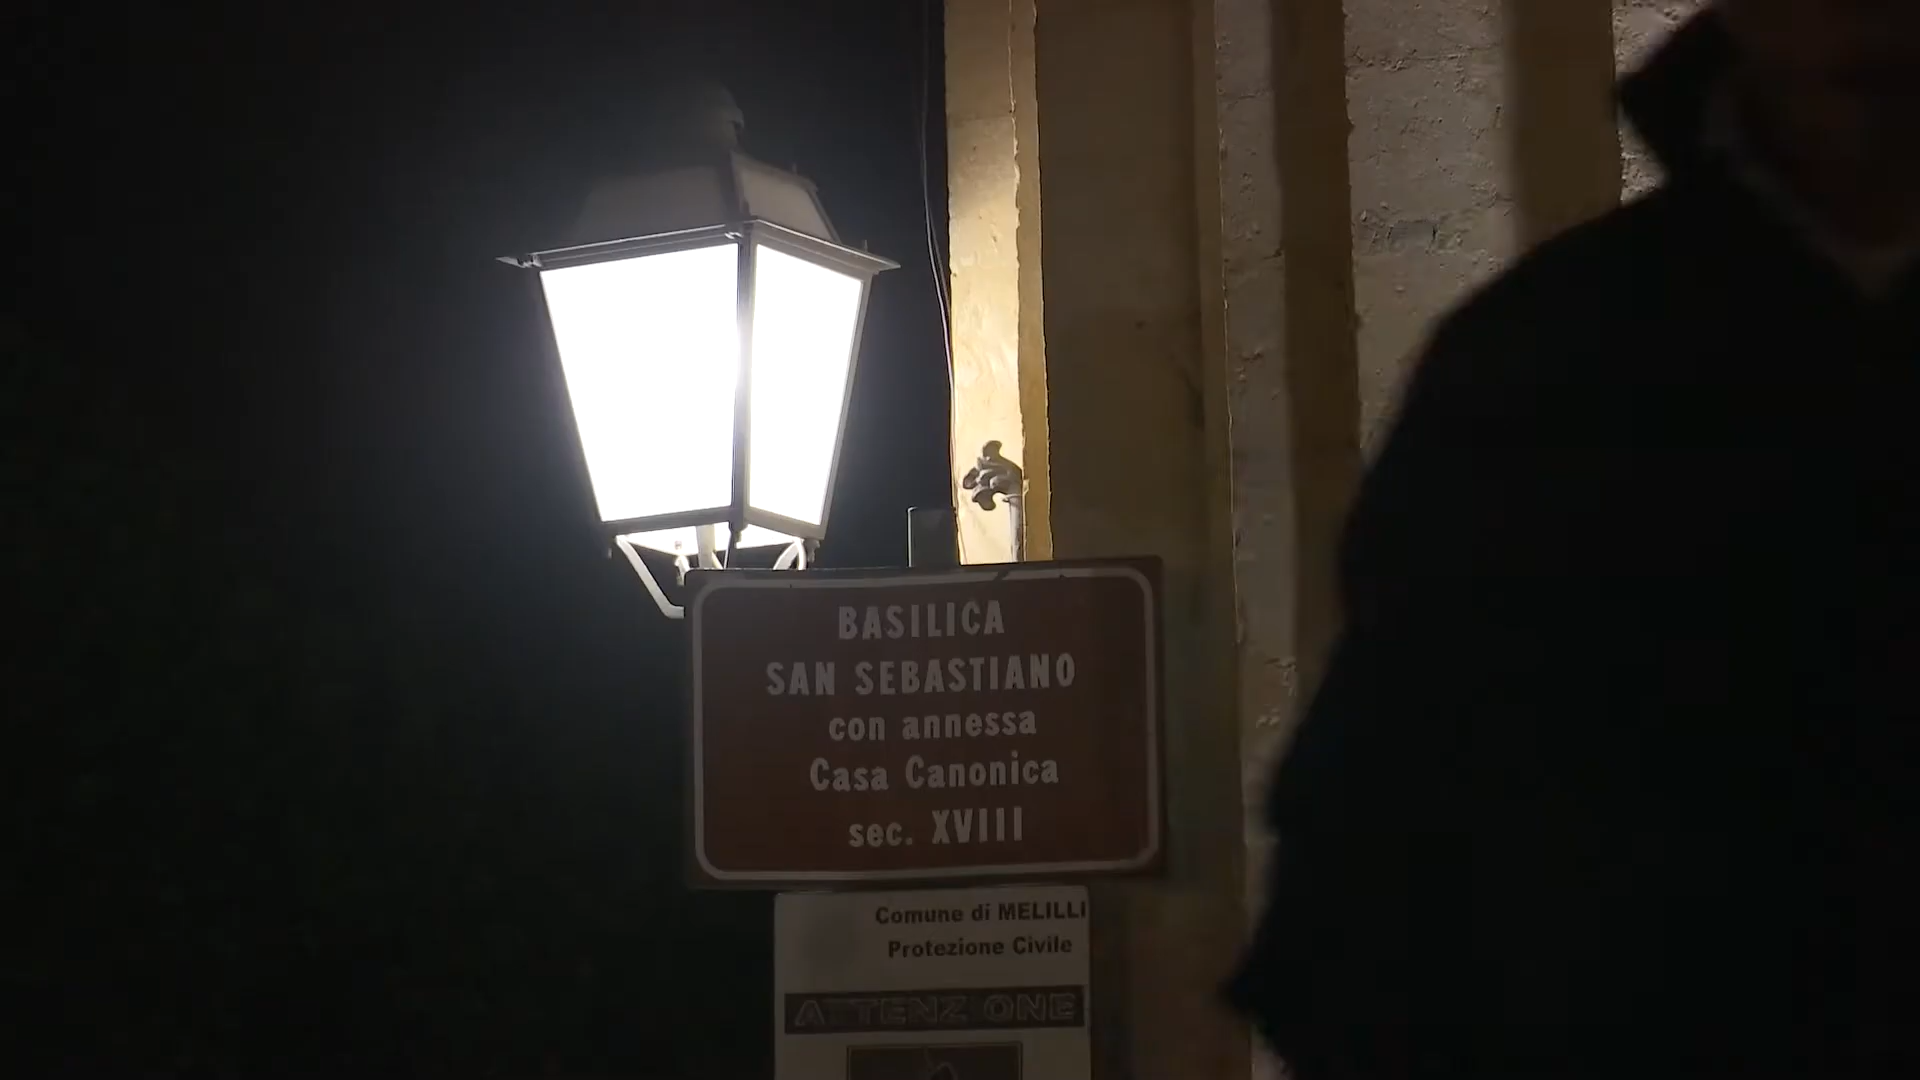 BASILICA
SAN SEBASTIANO
con annessa
Casa Canonica
sec. XVIII
Comune di MELILLI
Protezione Civile
ATTENZIONE